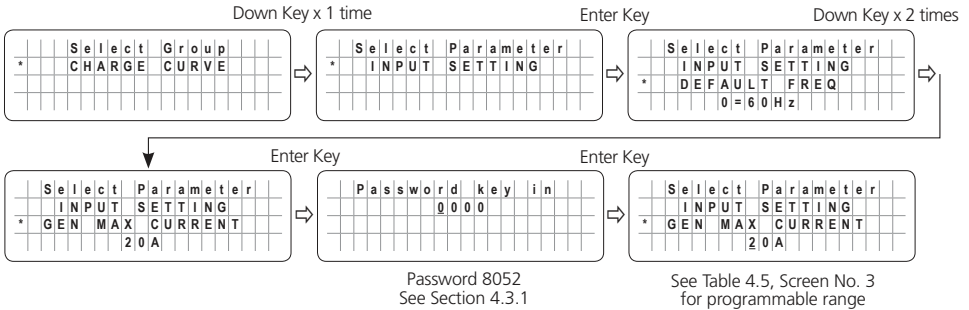 Down Key x 1 time
Enter Key
Down Key x 2 times
Select Group
* CHARGE CURVE
Select Parameter
* INPUT SETTING
Select Parameter
INPUT SETTING
* DEFAULT FREQ
0=60Hz
Enter Key
Enter Key
Select Parameter
INPUT SETTING
* GEN MAX CURRENT
20A
Password key in
0000
Select Parameter
INPUT SETTING
* GEN MAX CURRENT
20A
Password 8052
See Section 4.3.1
See Table 4.5, Screen No. 3
for programmable range